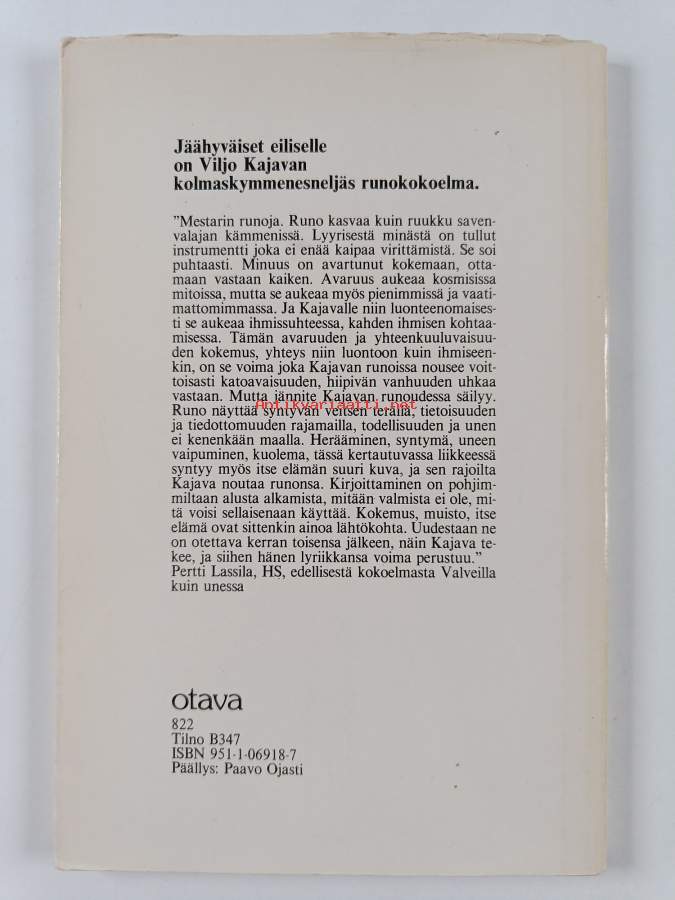 Jäähyväiset eiliselle
on Viljo Kajavan
kolmaskymmenesneljäs runokokoelma.
"Mestarin runoja. Runo kasvaa kuin ruukku saven-
valajan kämmenissä. Lyyrisestä minästä on tullut
instrumentti joka ei enää kaipaa virittämistä. Se soi
puhtaasti. Minuus on avartunut kokemaan, otta-
maan vastaan kaiken. Avaruus aukeaa kosmisissa
mitoissa, mutta se aukeaa myös pienimmissä ja vaati-
mattomimmassa. Ja Kajavalle niin luonteenomaises-
ti se aukeaa ihmissuhteessa, kahden ihmisen kohtaa-
misessa. Tämän avaruuden ja yhteenkuuluvaisuu-
den kokemus, yhteys niin luontoon kuin ihmiseen-
kin, on se voima joka Kajavan runoissa nousee voit-
toisasti katoavaisuuden, hiipivän vanhuuden uhkaa
vastaan. Mutta jännite Kajavan runoudessa säilyy.
Antikvariaatti.net
Runo näyttää syntyvän veitsen terällä, tietoisuuden
ja tiedottomuuden rajamailla, todellisuuden ja unen
ei kenenkään maalla. Herääminen, syntymä, uneen
vaipuminen, kuolema, tässä kertautuvassa liikkeessä
syntyy myös itse elämän suuri kuva, ja sen rajoilta
Kajava noutaa runonsa. Kirjoittaminen on pohjim-
miltaan alusta alkamista, mitään valmista ei ole, mi-
tä voisi sellaisenaan käyttää. Kokemus, muisto, itse
elämä ovat sittenkin ainoa lähtökohta. Uudestaan ne
on otettava kerran toisensa jälkeen, näin Kajava te-
kee, ja siihen hänen lyriikkansa voima perustuu."
Pertti Lassila, HS, edellisestä kokoelmasta Valveilla
kuin unessa
otava
822
Tilno B347
ISBN 951-1-06918-7
Päällys: Paavo Ojasti